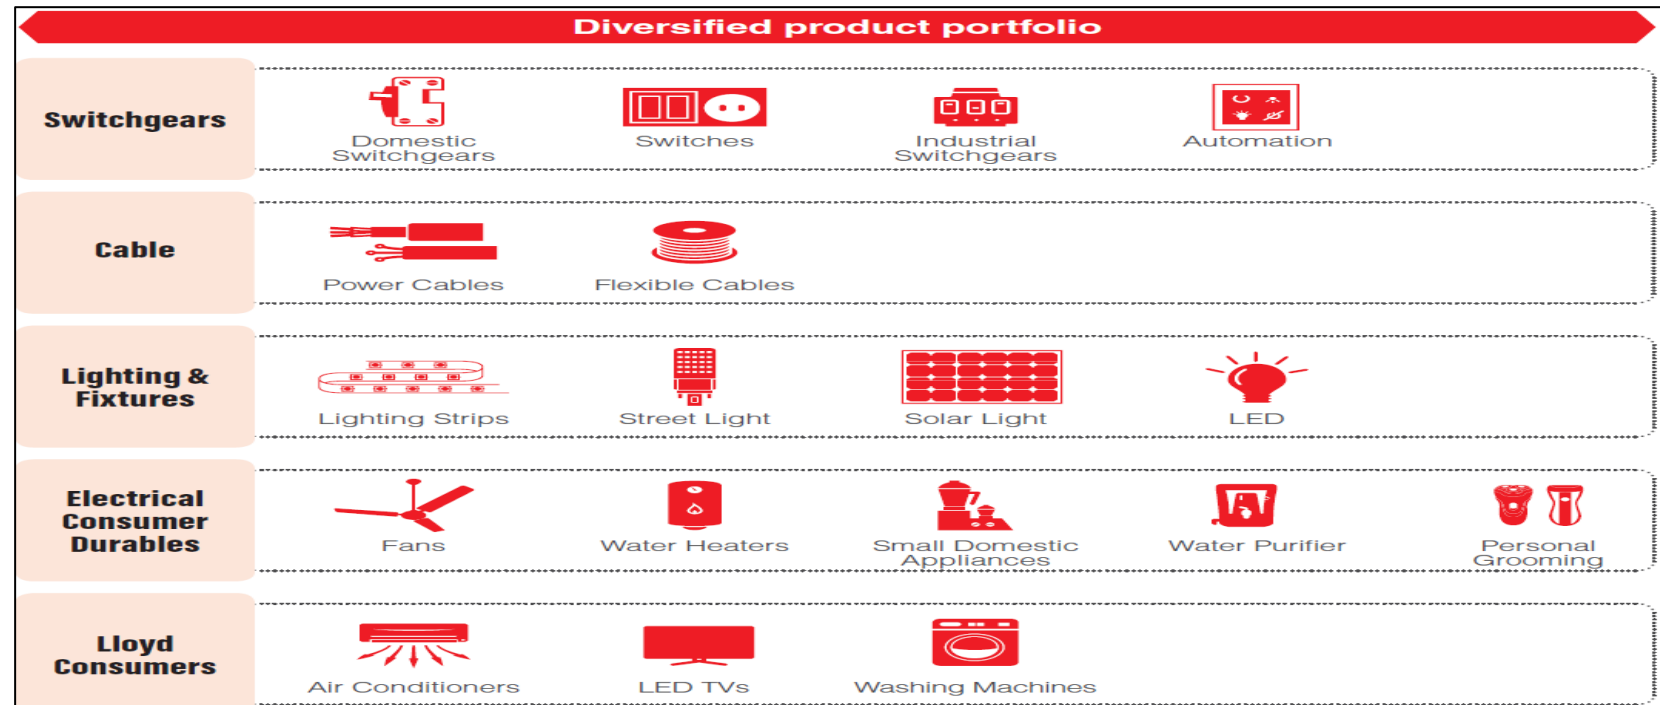 Diversified product portfolio
Switchgears
Domestic
Switchgears
Switches
Industrial
Switchgears
Automation
Cable
Power Cables
Flexible Cables
Lighting &
Fixtures
Lighting Strips
Street Light
Solar Light
LED
Electrical
Consumer
Durables
Fans
Water Heaters
Small Domestic
Appliances
Water Purifier
Personal
Grooming
Lloyd
Consumers
Air Conditioners
LED TVs
Washing Machines